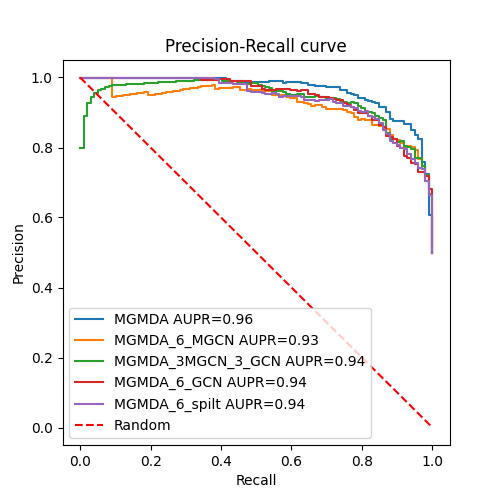 Precision-Recall curve
Precision
1.0
0.8
0.6
0.4
0.2
0.0
MGMDA AUPR=0.96
MGMDA_6_MGCN AUPR=0.93
MGMDA_3MGCN_3_GCN AUPR=0.94
MGMDA_6_GCN AUPR=0.94
MGMDA_6_spilt AUPR=0.94
Random
0.0 0.2 0.4 0.6 0.8 1.0
Recall